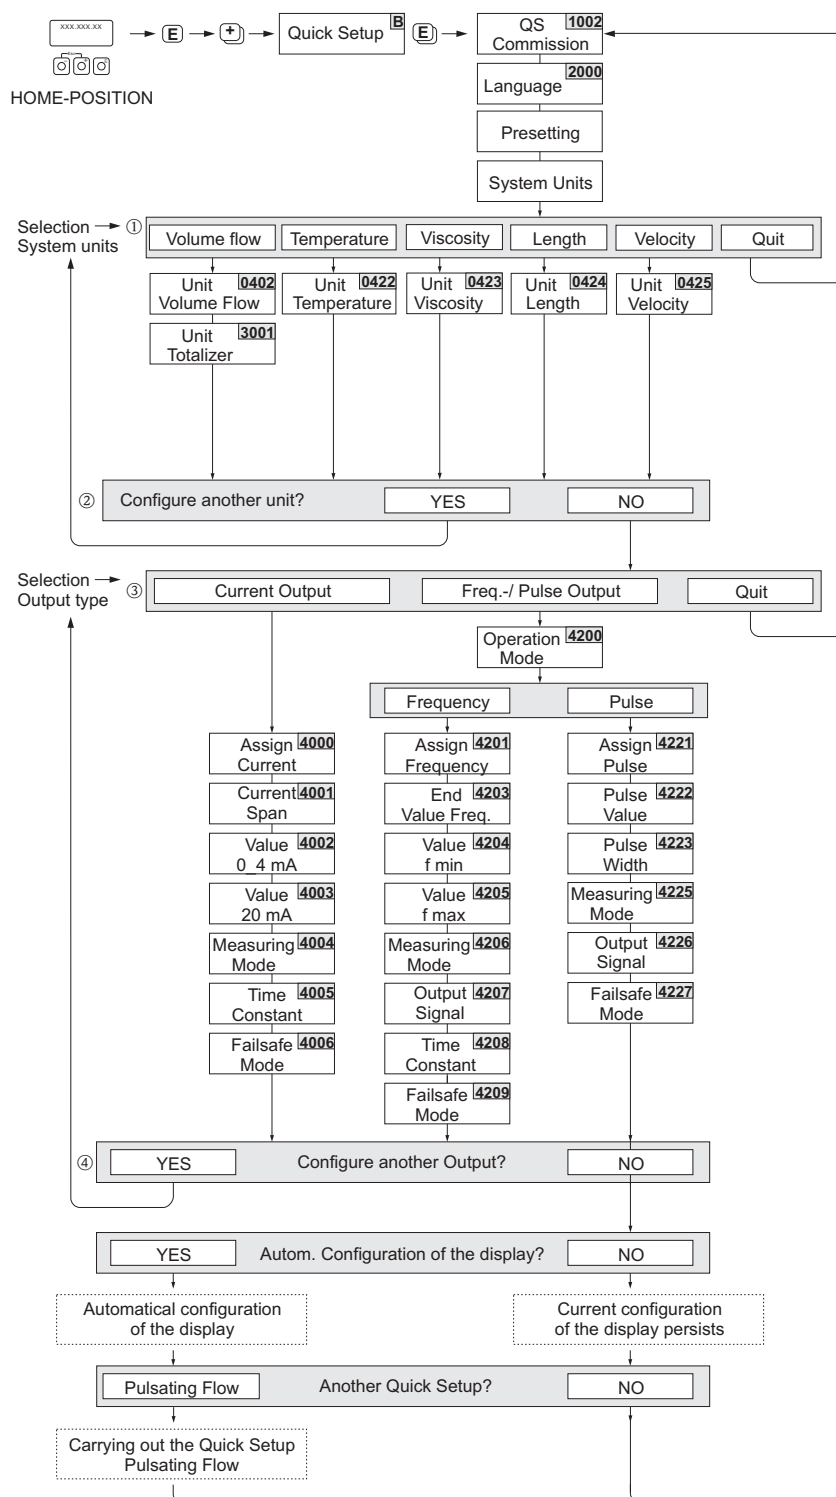 xxx.xxx.xx
Esc
E
+
Quick Setup B
E
QS 1002
Commission
HOME-POSITION
Language 2000
Presetting
System Units
Selection
System units
①
Volume flow Temperature Viscosity Length Velocity Quit
Unit 0402
Volume Flow
Unit 0422
Temperature
Unit 0423
Viscosity
Unit 0424
Length
Unit 0425
Velocity
Unit 3001
Totalizer
② Configure another unit? YES NO
Selection
Output type
③
Current Output Freq.-/ Pulse Output Quit
Operation 4200
Mode
Frequency Pulse
Assign 4000
Current
Assign 4201
Frequency
Assign 4221
Pulse
Current 4001
Span
End 4203
Value Freq.
Pulse 4222
Value
Value 4002
0_4 mA
Value 4204
f min
Pulse 4223
Width
Value 4003
20 mA
Value 4205
f max
Measuring 4225
Mode
Measuring 4004
Mode
Measuring 4206
Mode
Output 4226
Signal
Time 4005
Constant
Output 4207
Signal
Failsafe 4227
Mode
Failsafe 4006
Mode
Time 4208
Constant
Failsafe 4209
Mode
④ YES Configure another Output? NO
YES Autom. Configuration of the display? NO
Automatical configuration
of the display
Current configuration
of the display persists
Pulsating Flow Another Quick Setup? NO
Carrying out the Quick Setup
Pulsating Flow